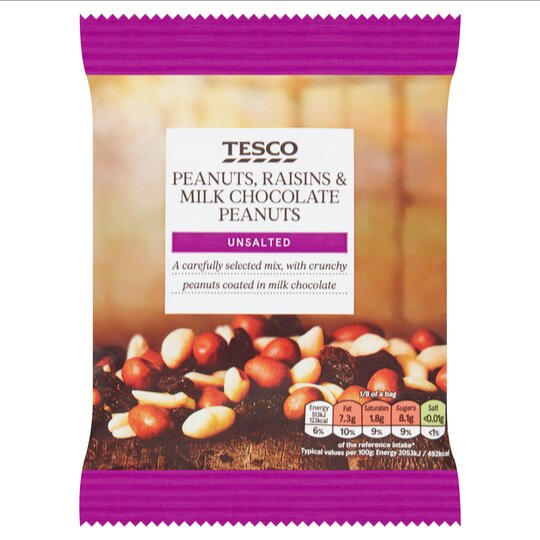 TESCO
PEANUTS, RAISINS &
MILK CHOCOLATE
PEANUTS
UNSALTED
A carefully selected mix, with crunchy
peanuts coated in milk chocolate
1/8 of a bag
Energy 513kJ 123kcal 6%
Fat 7.3g 10%
Saturates 1.8g 9%
Sugars 8.1g 9%
Salt <0.01g <1%
of the reference intake*
Typical values per 100g: Energy 2053kJ / 492kcal